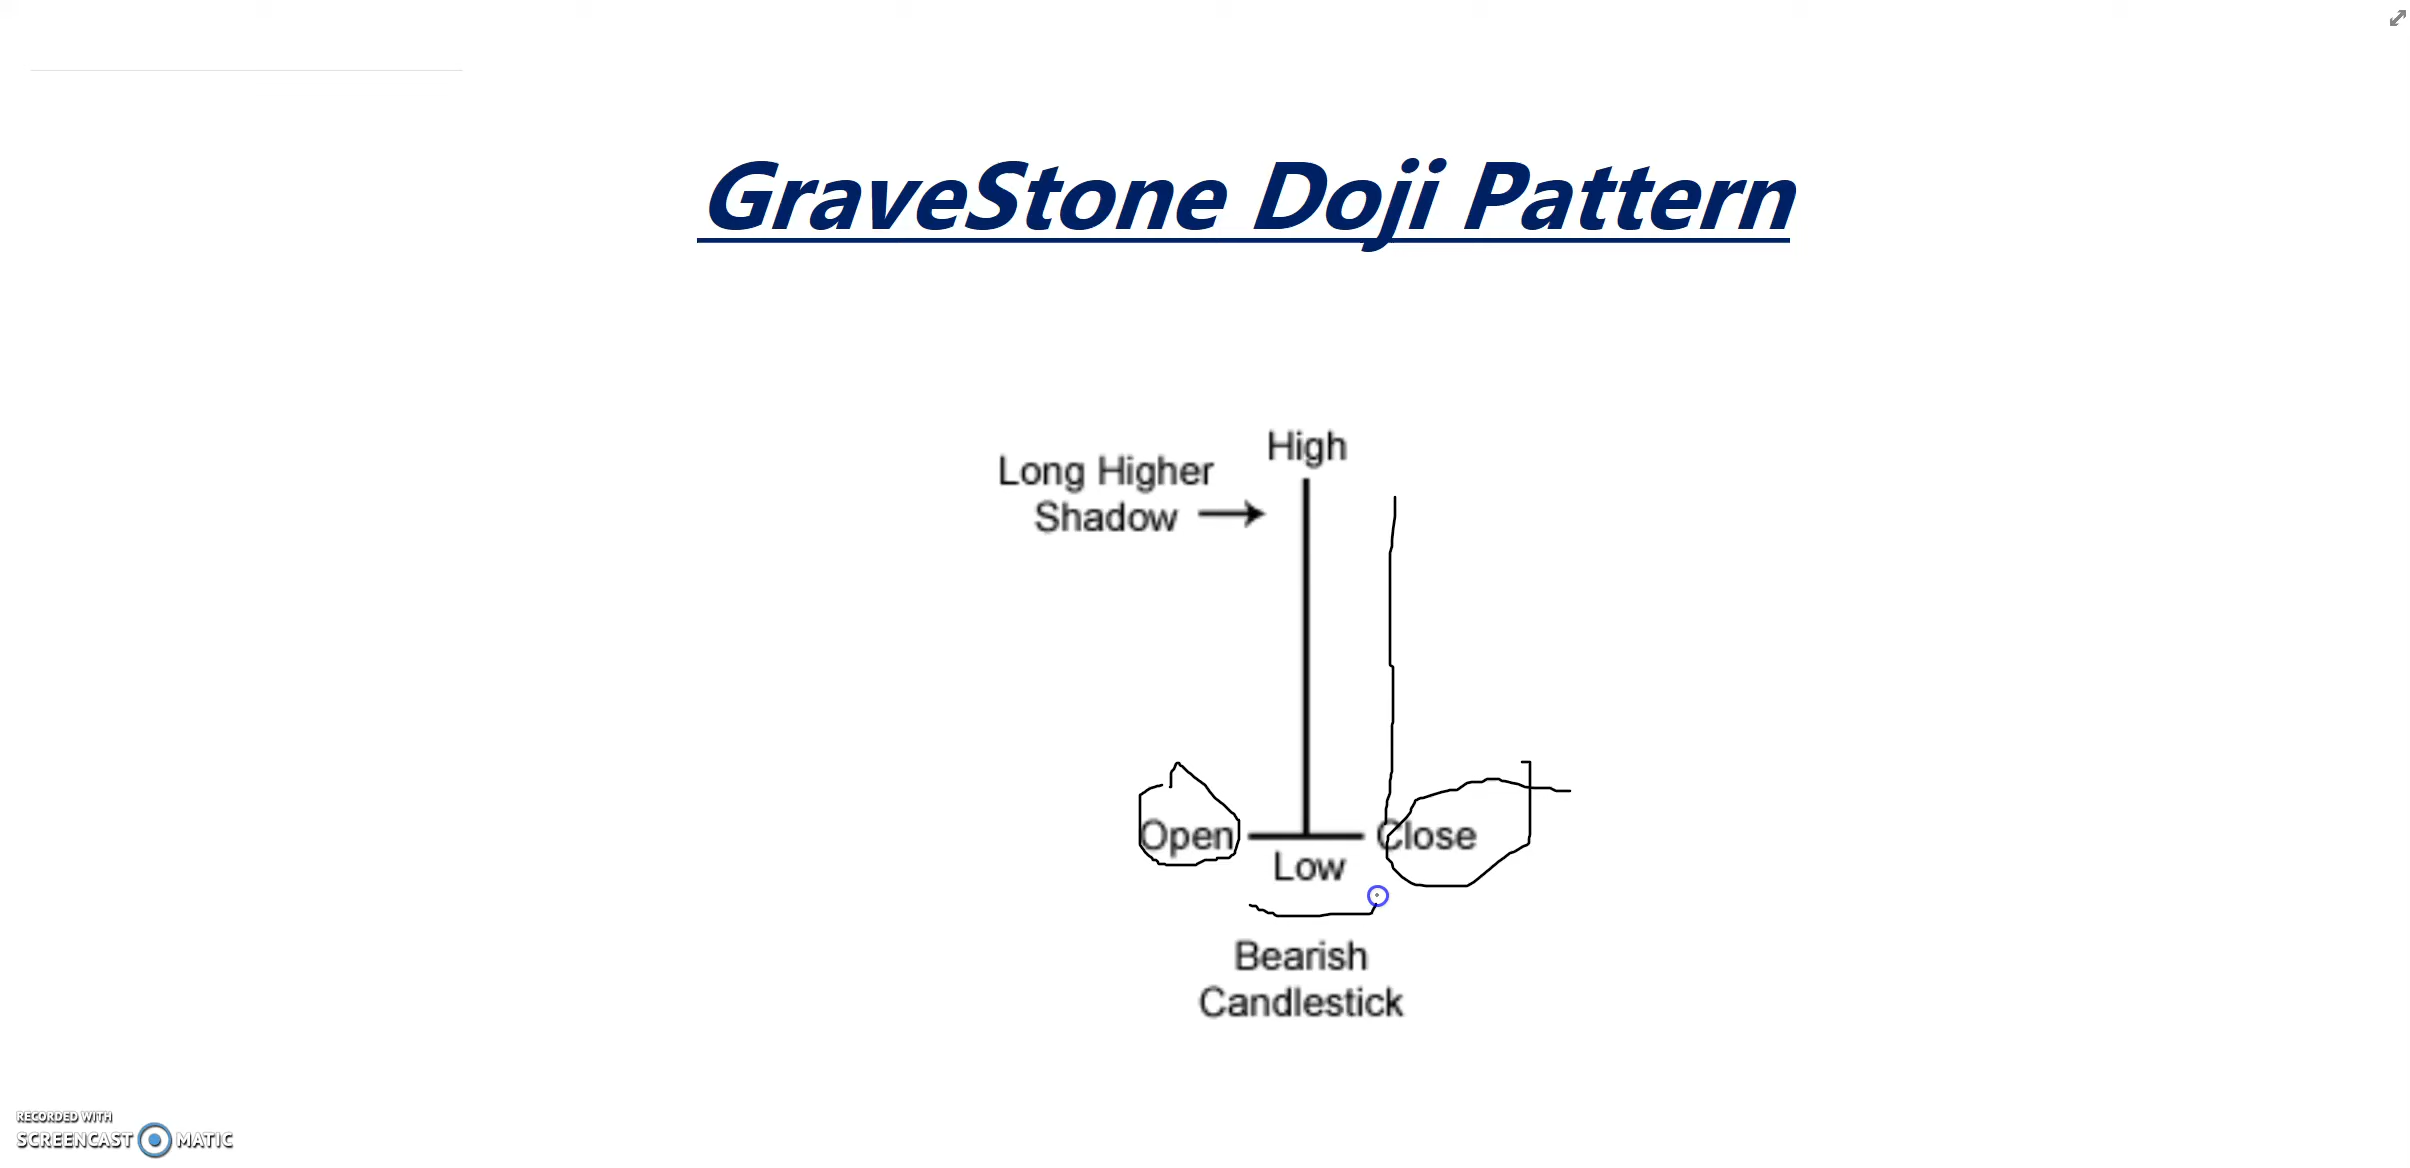 GraveStone Doji Pattern
High
Long Higher
Shadow
Open
Close
Low
Bearish
Candlestick
RECORDED WITH
SCREENCAST MATIC